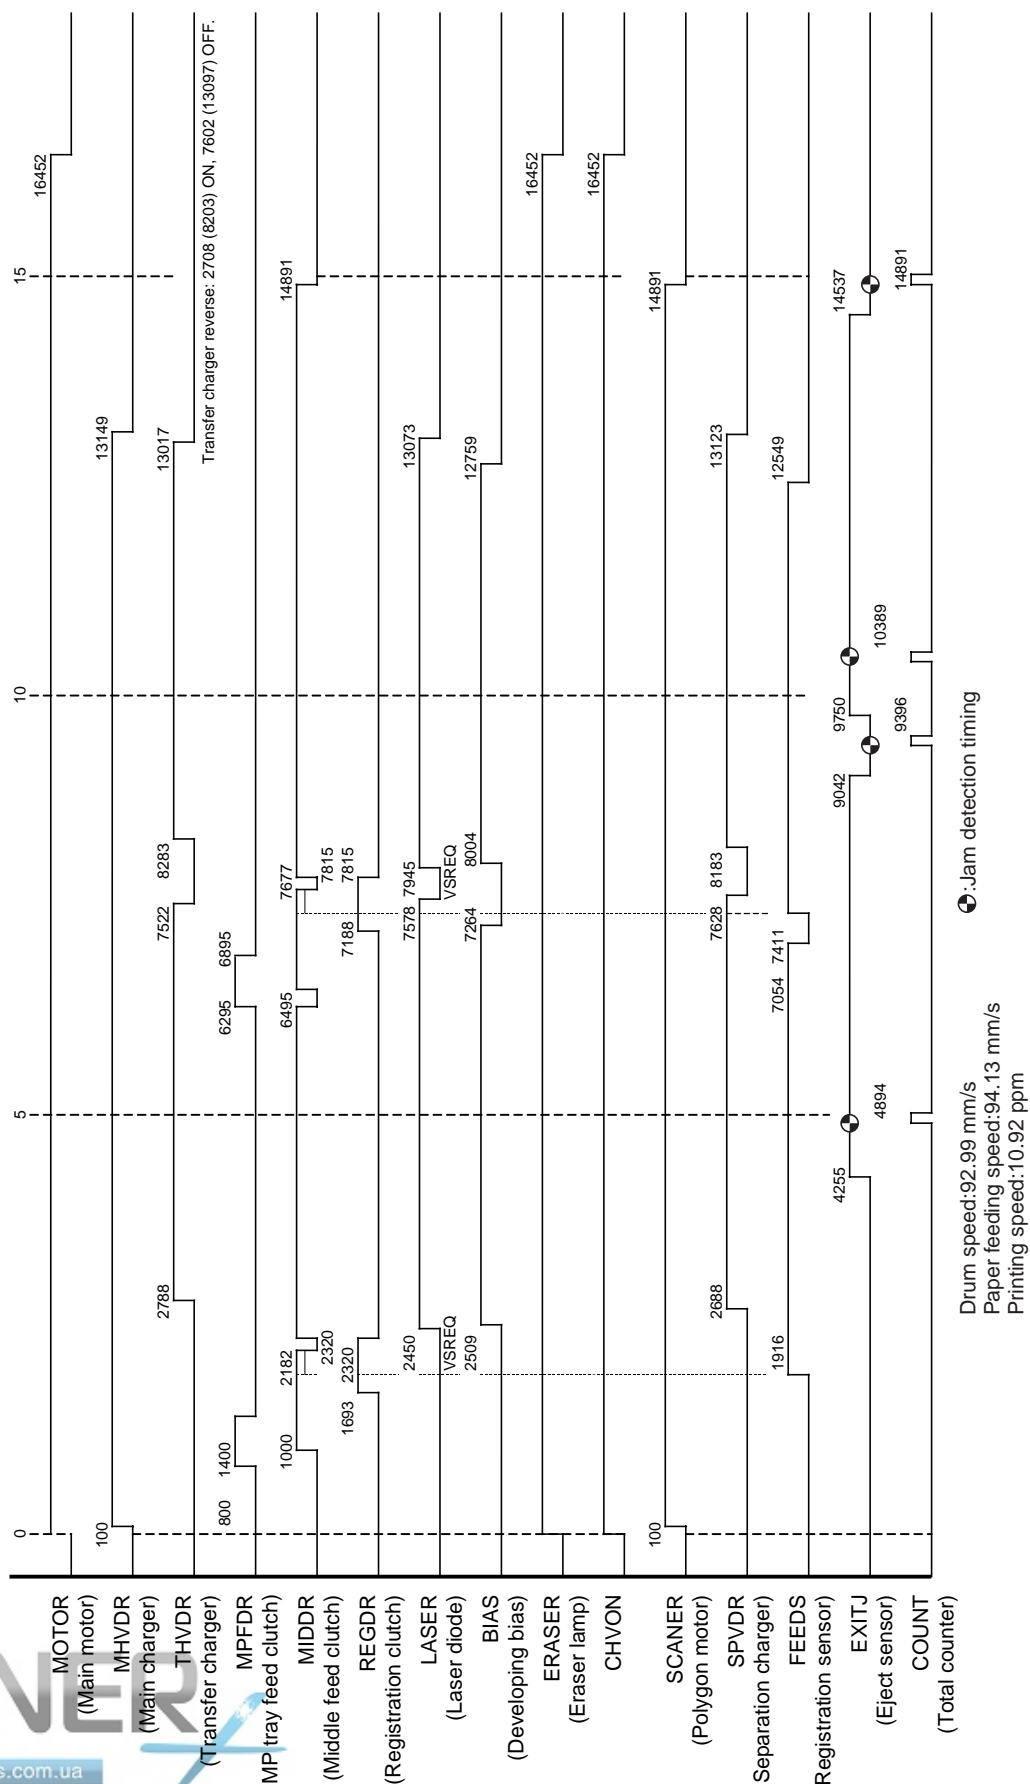 0
5
10
15
MOTOR
(Main motor)
16452
MHVDR
(Main charger)
100
13149
THVDR
(Transfer charger)
2788
7522
8283
13017
Transfer charger reverse: 2708 (8203) ON, 7602 (13097) OFF.
MPFDR
MP tray feed clutch)
800
1400
6295
6895
MIDDR
(Middle feed clutch)
1000
2182
2320
6495
7677
7815
14891
REGDR
(Registration clutch)
1693
2320
7188
7815
LASER
(Laser diode)
2450
VSREQ
7578
7945
VSREQ
13073
BIAS
(Developing bias)
2509
7264
8004
12759
ERASER
(Eraser lamp)
16452
CHVON
16452
SCANER
(Polygon motor)
100
14891
SPVDR
Separation charger)
2688
7628
8183
13123
FEEDS
Registration sensor)
1916
7054
7411
12549
EXITJ
(Eject sensor)
4255
9042
9750
14537
COUNT
(Total counter)
4894
9396
10389
14891
Drum speed:92.99 mm/s
Paper feeding speed:94.13 mm/s
Printing speed:10.92 ppm
:Jam detection timing
NER
s.com.ua